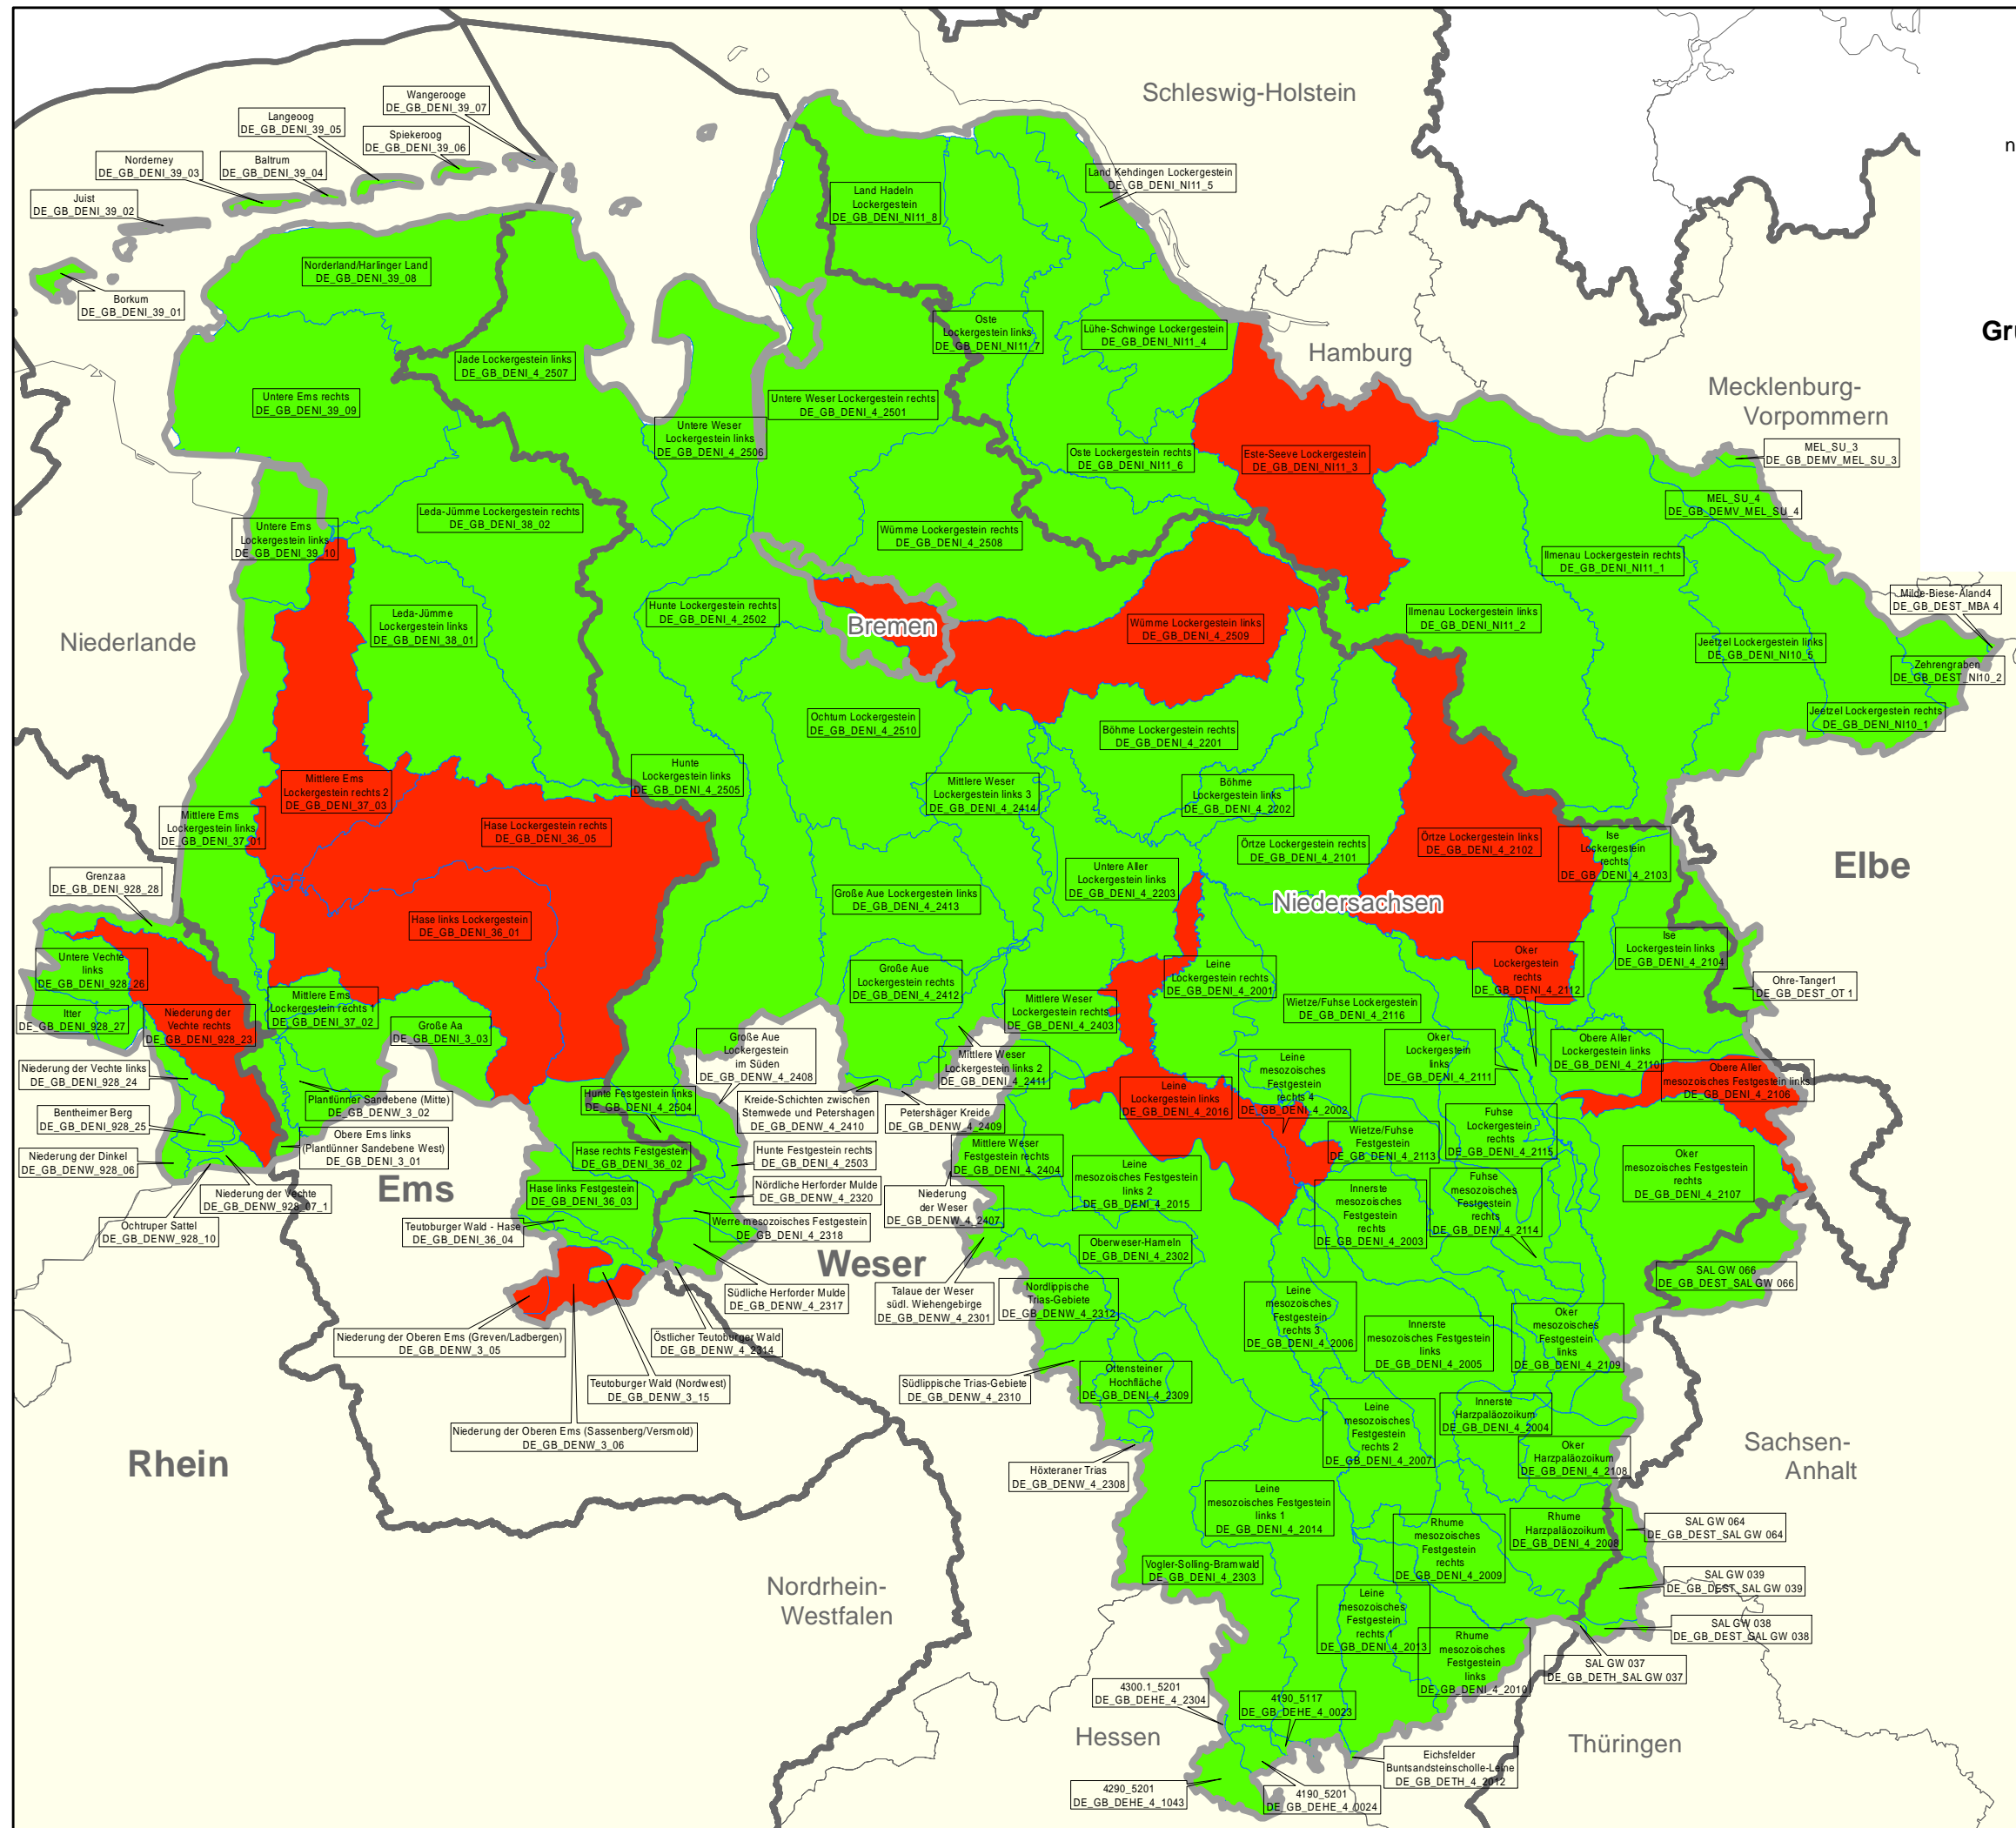 Schleswig-Holstein
n
Wangerooge
DE_GB_DENI_39_07
Langeoog
DE_GB_DENI_39_05
Spiekeroog
DE_GB_DENI_39_06
Norderney
DE_GB_DENI_39_03
Baltrum
DE_GB_DENI_39_04
Juist
DE_GB_DENI_39_02
Land Hadeln
Lockergestein
DE_GB_DENI_NI11_8
Land Kehdingen Lockergestein
DE_GB_DENI_NI11_5
Norderland/Harlinger Land
DE_GB_DENI_39_08
Borkum
DE_GB_DENI_39_01
Oste
Lockergestein links
DE_GB_DENI_NI11_7
Lühe-Schwinge Lockergestein
DE_GB_DENI_NI11_4
Gru
Hamburg
Jade Lockergestein links
DE_GB_DENI_4_2507
Mecklenburg-
Vorpommern
Untere Ems rechts
DE_GB_DENI_39_09
Untere Weser Lockergestein rechts
DE_GB_DENI_4_2501
Untere Weser
Lockergestein links
DE_GB_DENI_4_2506
Oste Lockergestein rechts
DE_GB_DENI_NI11_6
Este-Seeve Lockergestein
DE_GB_DENI_NI11_3
MEL_SU_3
DE_GB_DEMV_MEL_SU_3
MEL_SU_4
DE_GB_DEMV_MEL_SU_4
Leda-Jümme Lockergestein rechts
DE_GB_DENI_38_02
Untere Ems
Lockergestein links
DE_GB_DENI_39_10
Wümme Lockergestein rechts
DE_GB_DENI_4_2508
Ilmenau Lockergestein rechts
DE_GB_DENI_NI11_1
Milde-Biese-Aland4
DE_GB_DEST_MBA 4
Niederlande
Leda-Jümme
Lockergestein links
DE_GB_DENI_38_01
Hunte Lockergestein rechts
DE_GB_DENI_4_2502
Bremen
Wümme Lockergestein links
DE_GB_DENI_4_2509
Ilmenau Lockergestein links
DE_GB_DENI_NI11_2
Jeetzel Lockergestein links
DE_GB_DENI_NI10_5
Zehrengraben
DE_GB_DEST_NI10_2
Jeetzel Lockergestein rechts
DE_GB_DENI_NI10_1
Ochtum Lockergestein
DE_GB_DENI_4_2510
Böhme Lockergestein rechts
DE_GB_DENI_4_2201
Hunte
Lockergestein links
DE_GB_DENI_4_2505
Mittlere Ems
Lockergestein rechts 2
DE_GB_DENI_37_03
Mittlere Weser
Lockergestein links 3
DE_GB_DENI_4_2414
Böhme
Lockergestein links
DE_GB_DENI_4_2202
Mittlere Ems
Lockergestein links
DE_GB_DENI_37_01
Hase Lockergestein rechts
DE_GB_DENI_36_05
Örtze Lockergestein rechts
DE_GB_DENI_4_2101
Örtze Lockergestein links
DE_GB_DENI_4_2102
Ise
Lockergestein
rechts
DE_GB_DENI_4_2103
Elbe
Grenzaa
DE_GB_DENI_928_28
Untere Aller
Lockergestein links
DE_GB_DENI_4_2203
Große Aue Lockergestein links
DE_GB_DENI_4_2413
Niedersachsen
Hase links Lockergestein
DE_GB_DENI_36_01
Ise
Lockergestein links
DE_GB_DENI_4_2104
Untere Vechte
links
DE_GB_DENI_928_26
Große Aue
Lockergestein rechts
DE_GB_DENI_4_2412
Leine
Lockergestein rechts
DE_GB_DENI_4_2001
Oker
Lockergestein
rechts
DE_GB_DENI_4_2112
Ohre-Tanger1
DE_GB_DEST_OT 1
Itter
DE_GB_DENI_928_27
Niederung der
Vechte rechts
DE_GB_DENI_928_23
Mittlere Ems
Lockergestein rechts 1
DE_GB_DENI_37_02
Große Aa
DE_GB_DENI_3_03
Mittlere Weser
Lockergestein rechts
DE_GB_DENI_4_2403
Wietze/Fuhse Lockergestein
DE_GB_DENI_4_2116
Große Aue
Lockergestein
im Süden
DE_GB_DENW_4_2408
Mittlere Weser
Lockergestein links 2
DE_GB_DENI_4_2411
Oker
Lockergestein
links
DE_GB_DENI_4_2111
Obere Aller
Lockergestein links
DE_GB_DENI_4_2110
Niederung der Vechte links
DE_GB_DENI_928_24
Leine
mesozoisches
Festgestein
rechts 4
DE_GB_DENI_4_2002
Obere Aller
mesozoisches Festgestein links
DE_GB_DENI_4_2106
Plantlünner Sandebene (Mitte)
DE_GB_DENW_3_02
Hunte Festgestein links
DE_GB_DENI_4_2504
Kreide-Schichten zwischen
Stemwede und Petershagen
DE_GB_DENW_4_2410
Petershäger Kreide
DE_GB_DENW_4_2409
Leine
Lockergestein links
DE_GB_DENI_4_2016
Bentheimer Berg
DE_GB_DENI_928_25
Fuhse
Lockergestein
rechts
DE_GB_DENI_4_2115
Obere Ems links
(Plantlünner Sandebene West)
DE_GB_DENI_3_01
Wietze/Fuhse
Festgestein
DE_GB_DENI_4_2113
Niederung der Dinkel
DE_GB_DENW_928_06
Hase rechts Festgestein
DE_GB_DENI_36_02
Hunte Festgestein rechts
DE_GB_DENI_4_2503
Mittlere Weser
Festgestein rechts
DE_GB_DENI_4_2404
Leine
mesozoisches Festgestein
links 2
DE_GB_DENI_4_2015
Oker
mesozoisches Festgestein
rechts
DE_GB_DENI_4_2107
Ems
Niederung der Vechte
DE_GB_DENW_928_07_1
Hase links Festgestein
DE_GB_DENI_36_03
Nördliche Herforder Mulde
DE_GB_DENW_4_2320
Niederung
der Weser
DE_GB_DENW_4_2407
Innerste
mesozoisches
Festgestein
rechts
DE_GB_DENI_4_2003
Fuhse
mesozoisches
Festgestein
rechts
DE_GB_DENI_4_2114
Ochtruper Sattel
DE_GB_DENW_928_10
Teutoburger Wald - Hase
DE_GB_DENI_36_04
Werre mesozoisches Festgestein
DE_GB_DENI_4_2318
Weser
Oberweser-Hameln
DE_GB_DENI_4_2302
SAL GW 066
DE_GB_DEST_SAL GW 066
Südliche Herforder Mulde
DE_GB_DENW_4_2317
Talaue der Weser
südl. Wiehengebirge
DE_GB_DENW_4_2301
Nordlippische
Trias-Gebiete
DE_GB_DENW_4_2312
Leine
mesozoisches
Festgestein
rechts 3
DE_GB_DENI_4_2006
Innerste
mesozoisches Festgestein
links
DE_GB_DENI_4_2005
Oker
mesozoisches
Festgestein
links
DE_GB_DENI_4_2109
Niederung der Oberen Ems (Greven/Ladbergen)
DE_GB_DENW_3_05
Östlicher Teutoburger Wald
DE_GB_DENW_4_2314
Teutoburger Wald (Nordwest)
DE_GB_DENW_3_15
Südlippische Trias-Gebiete
DE_GB_DENW_4_2310
Ottensteiner
Hochfläche
DE_GB_DENI_4_2309
Niederung der Oberen Ems (Sassenberg/Versmold)
DE_GB_DENW_3_06
Leine
mesozoisches
Festgestein
rechts 2
DE_GB_DENI_4_2007
Innerste
Harzpaläozoikum
DE_GB_DENI_4_2004
Rhein
Höxteraner Trias
DE_GB_DENW_4_2308
Oker
Harzpaläozoikum
DE_GB_DENI_4_2108
Sachsen-
Anhalt
Leine
mesozoisches Festgestein
links 1
DE_GB_DENI_4_2014
Rhume
mesozoisches
Festgestein
rechts
DE_GB_DENI_4_2009
Rhume
Harzpaläozoikum
DE_GB_DENI_4_2008
SAL GW 064
DE_GB_DEST_SAL GW 064
Nordrhein-
Westfalen
Vogler-Solling-Bramwald
DE_GB_DENI_4_2303
SAL GW 039
DE_GB_DEST_SAL GW 039
Leine
mesozoisches
Festgestein
rechts 1
DE_GB_DENI_4_2013
Rhume
mesozoisches
Festgestein
links
DE_GB_DENI_4_2010
SAL GW 038
DE_GB_DEST_SAL GW 038
SAL GW 037
DE_GB_DETH_SAL GW 037
4300.1_5201
DE_GB_DEHE_4_2304
4190_5117
DE_GB_DEHE_4_0023
Hessen
Thüringen
Eichsfelder
Buntsandsteinscholle-Leine
DE_GB_DETH_4_2012
4290_5201
DE_GB_DEHE_4_1043
4190_5201
DE_GB_DEHE_4_0024